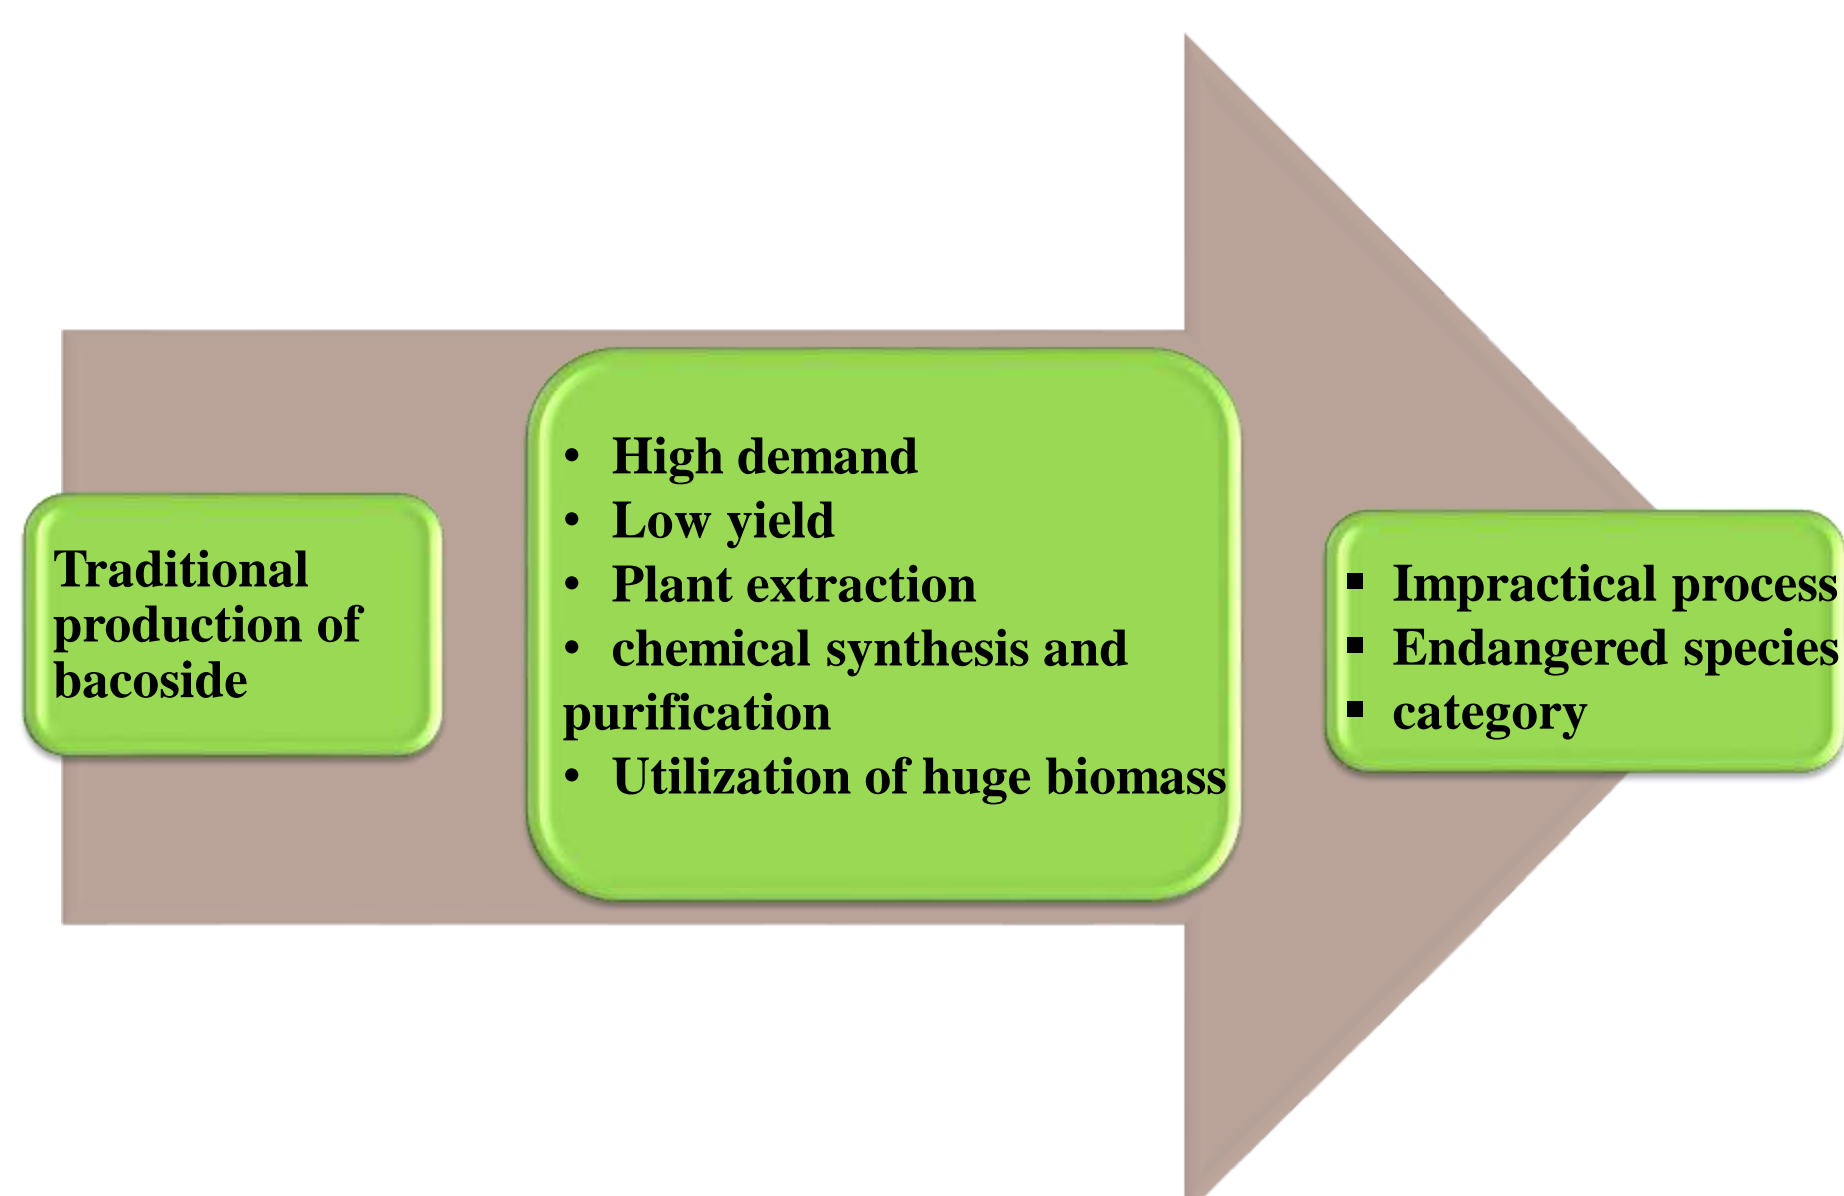 Traditional
production of
bacoside
• High demand
• Low yield
• Plant extraction
• chemical synthesis and
purification
• Utilization of huge biomass
▪ Impractical process
▪ Endangered species
▪ category